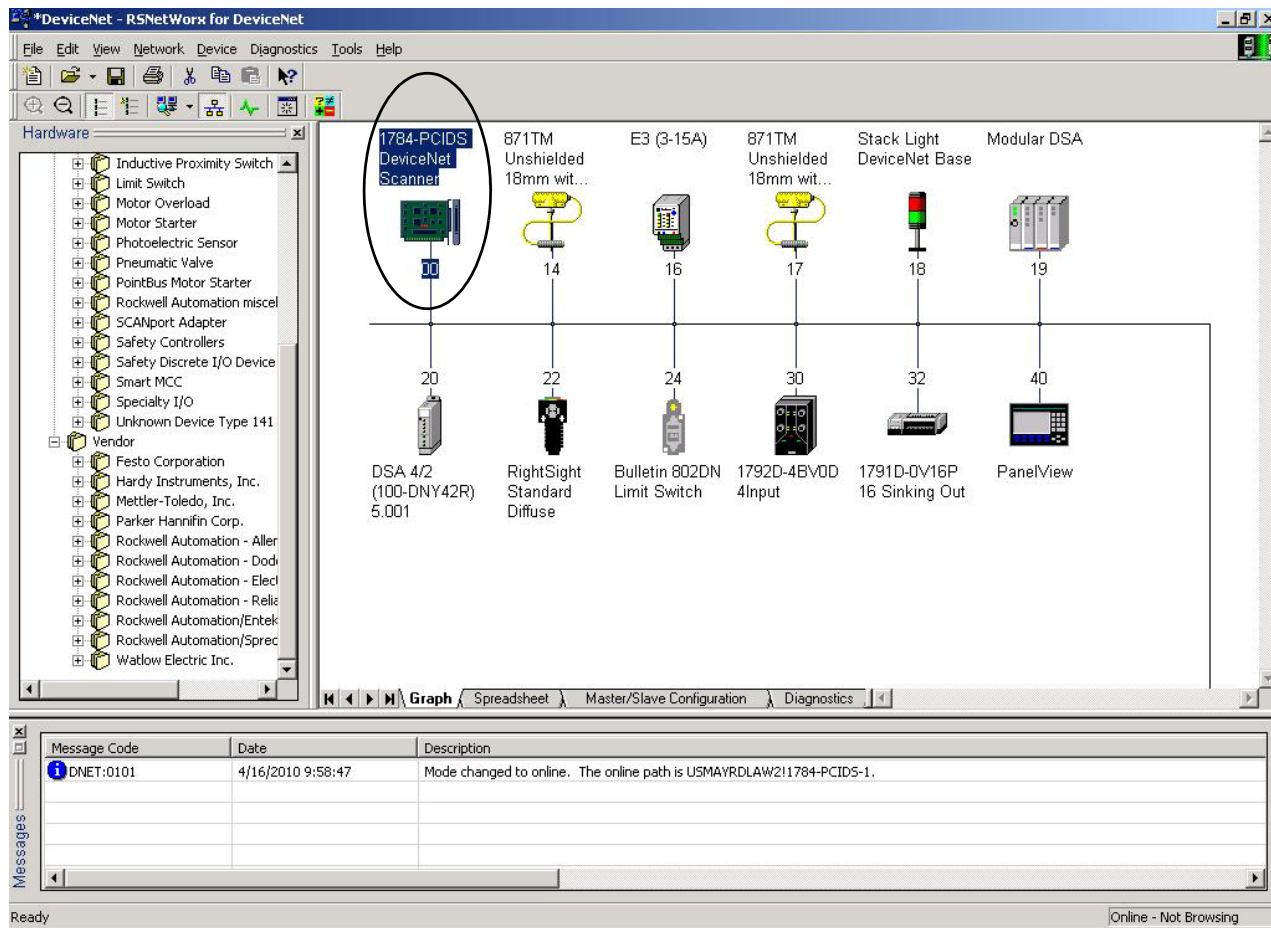 *DeviceNet - RSNetWorx for DeviceNet
File Edit View Network Device Diagnostics Tools Help
Hardware
Inductive Proximity Switch
Limit Switch
Motor Overload
Motor Starter
Photoelectric Sensor
Pneumatic Valve
PointBus Motor Starter
Rockwell Automation miscel
SCANport Adapter
Safety Controllers
Safety Discrete I/O Device
Smart MCC
Specialty I/O
Unknown Device Type 141
Vendor
Festo Corporation
Hardy Instruments, Inc.
Mettler-Toledo, Inc.
Parker Hannifin Corp.
Rockwell Automation - Aller
Rockwell Automation - Dod
Rockwell Automation - Elect
Rockwell Automation - Relia
Rockwell Automation/Entek
Rockwell Automation/Sprec
Watlow Electric Inc.
1784-PCIDS
DeviceNet
Scanner
00
871TM
Unshielded
18mm wit...
14
E3 (3-15A)
16
871TM
Unshielded
18mm wit...
17
Stack Light
DeviceNet Base
18
Modular DSA
19
20
DSA 4/2
(100-DNY42R)
5.001
22
RightSight
Standard
Diffuse
24
Bulletin 802DN
Limit Switch
30
1792D-4BV0D
4Input
32
1791D-0V16P
16 Sinking Out
40
PanelView
Graph Spreadsheet Master/Slave Configuration Diagnostics
Messages
Message Code Date Description
DNET:0101 4/16/2010 9:58:47 Mode changed to online. The online path is USMAYRDLAW2!1784-PCIDS-1.
Ready Online - Not Browsing